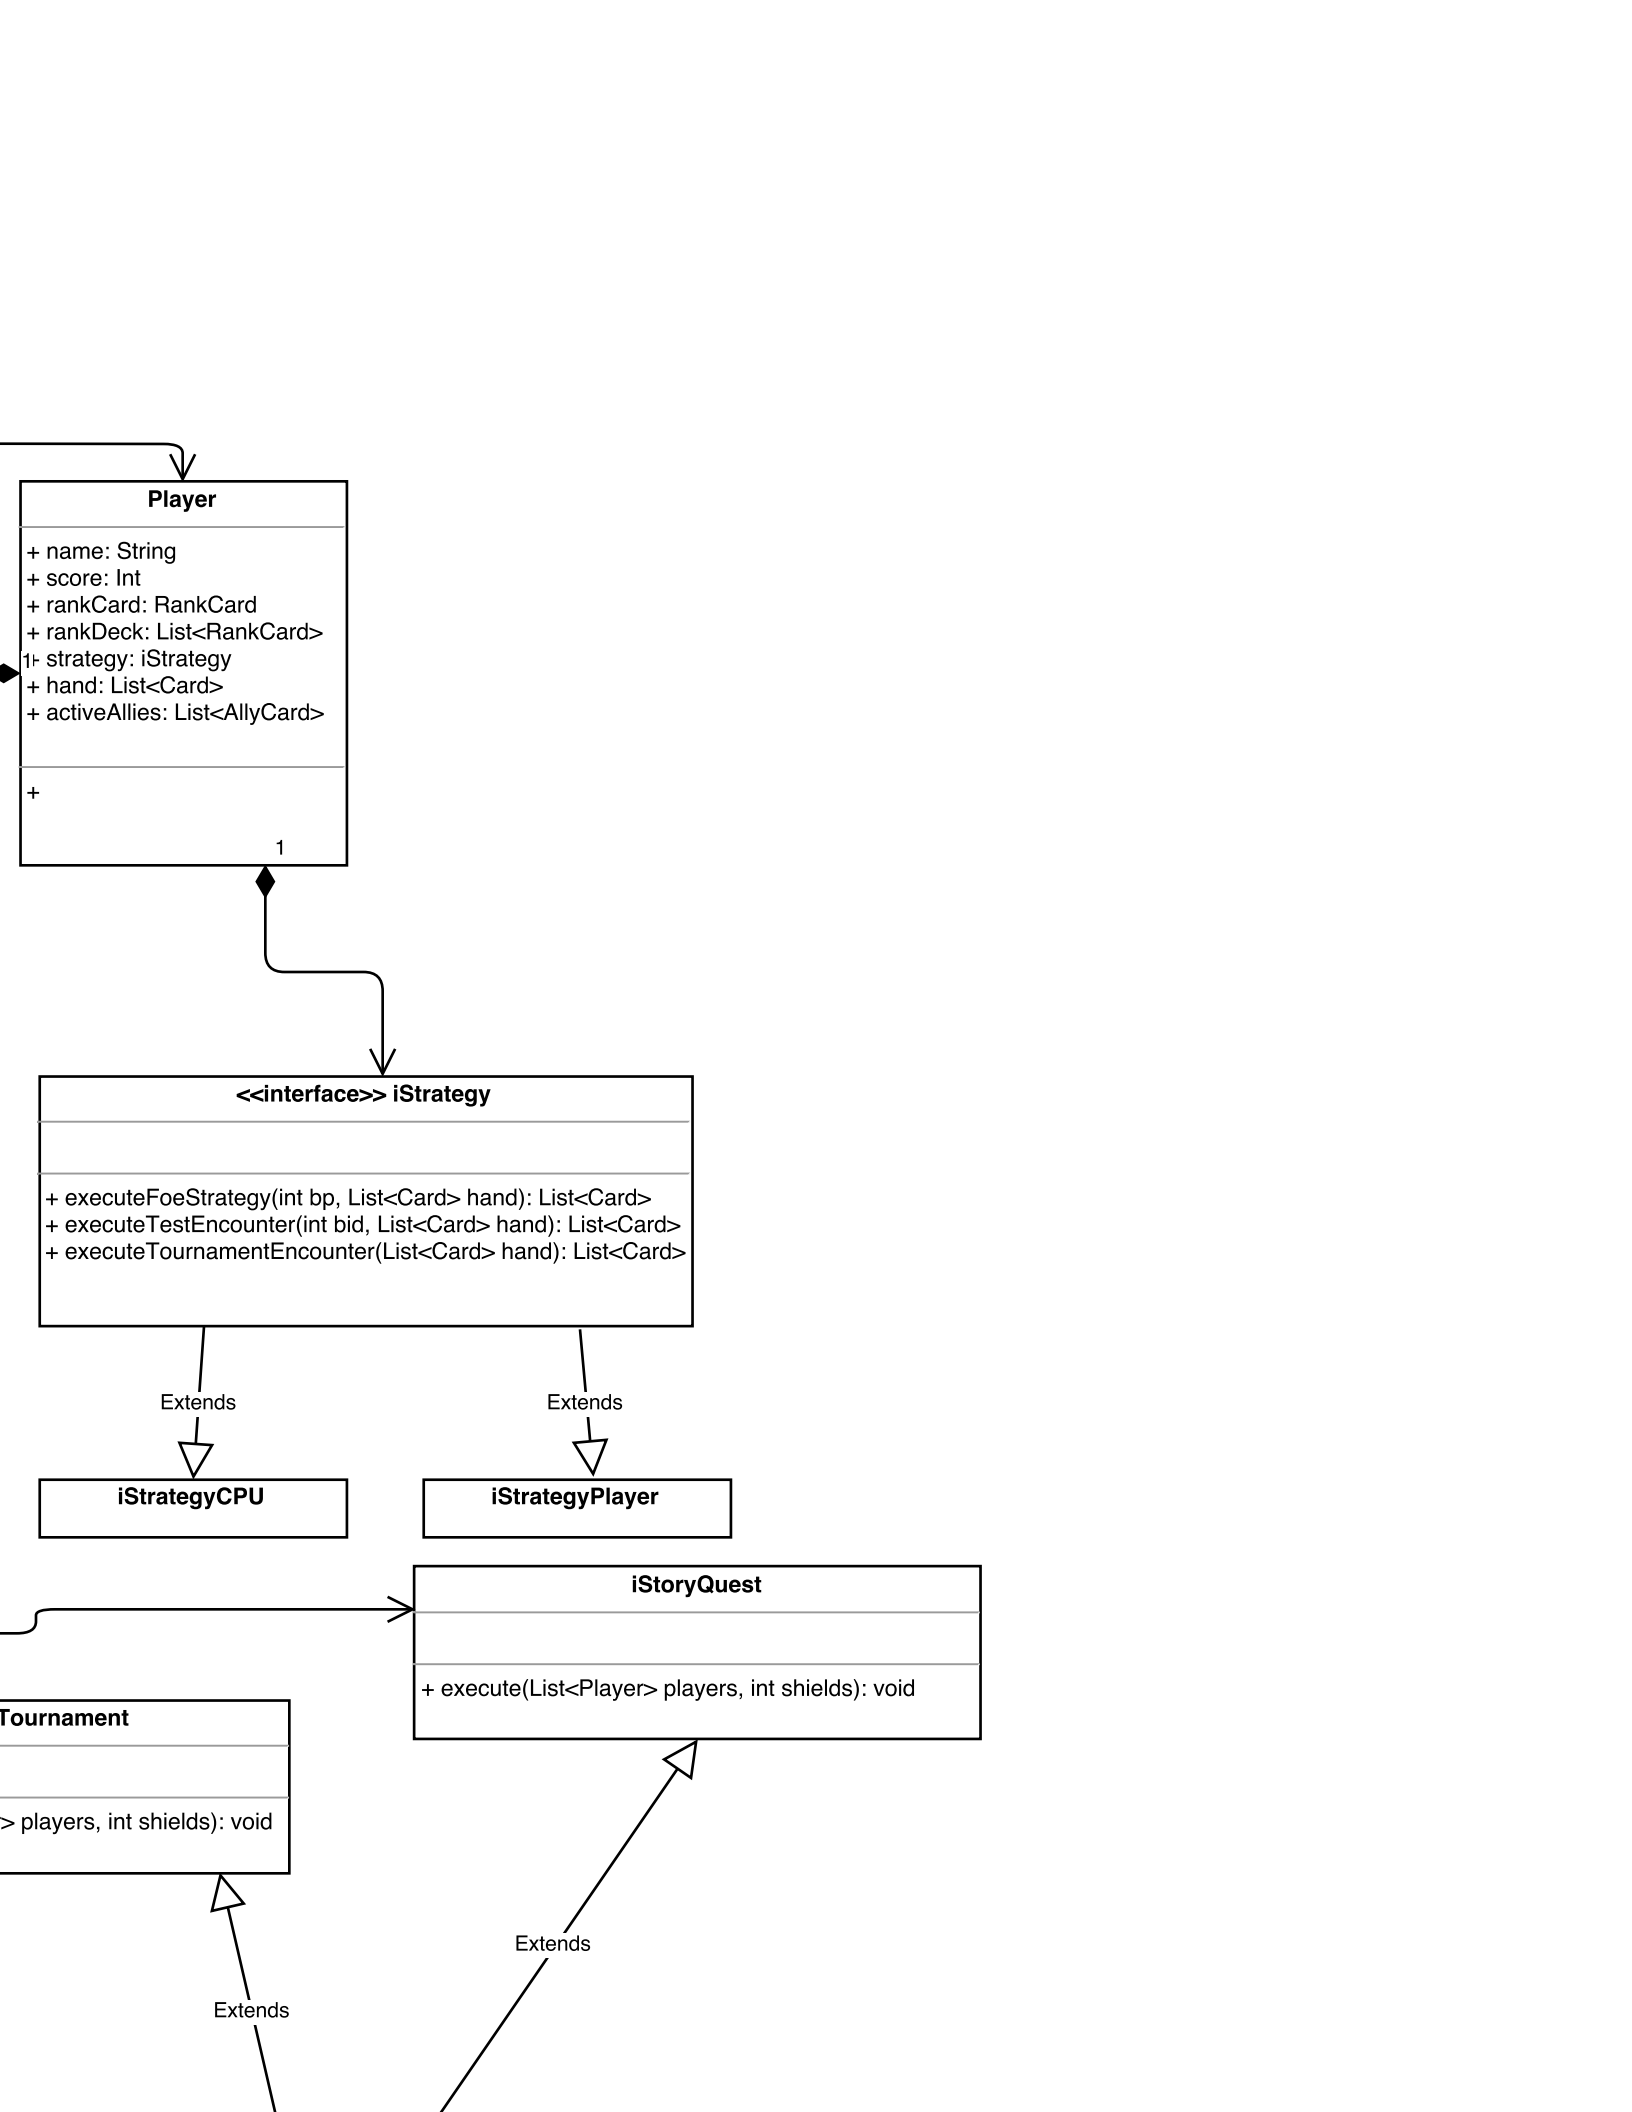 Player
+ name: String
+ score: Int
+ rankCard: RankCard
+ rankDeck: List<RankCard>
1+ strategy: iStrategy
+ hand: List<Card>
+ activeAllies: List<AllyCard>
+
1
<<interface>> iStrategy
+ executeFoeStrategy(int bp, List<Card> hand): List<Card>
+ executeTestEncounter(int bid, List<Card> hand): List<Card>
+ executeTournamentEncounter(List<Card> hand): List<Card>
Extends
Extends
iStrategyCPU
iStrategyPlayer
iStoryQuest
+ execute(List<Player> players, int shields): void
Tournament
> players, int shields): void
Extends
Extends